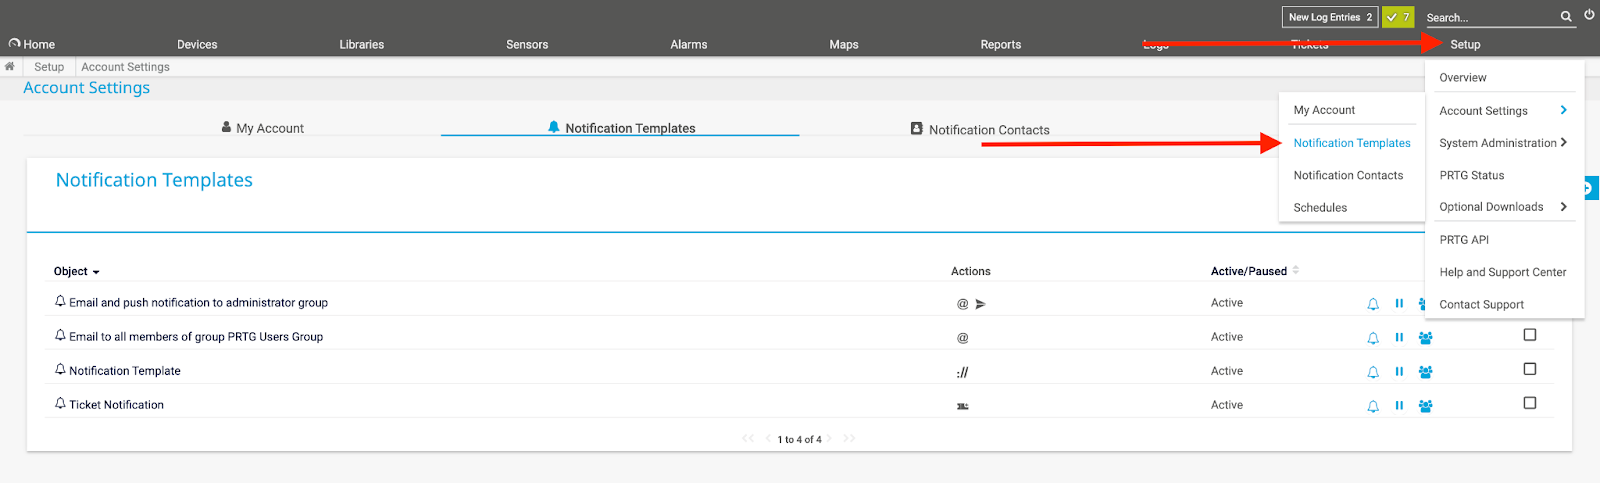 New Log Entries 2 7 Search...
Home Devices Libraries Sensors Alarms Maps Reports Logs Tickets Setup
Setup Account Settings
Account Settings
Overview
Account Settings
System Administration
PRTG Status
Optional Downloads
PRTG API
Help and Support Center
Contact Support
My Account
Notification Templates
Notification Contacts
Schedules
My Account Notification Templates Notification Contacts
Notification Templates
Object Actions Active/Paused
Email and push notification to administrator group @ Active
Email to all members of group PRTG Users Group @ Active
Notification Template :// Active
Ticket Notification Active
<< < 1 to 4 of 4 > >>